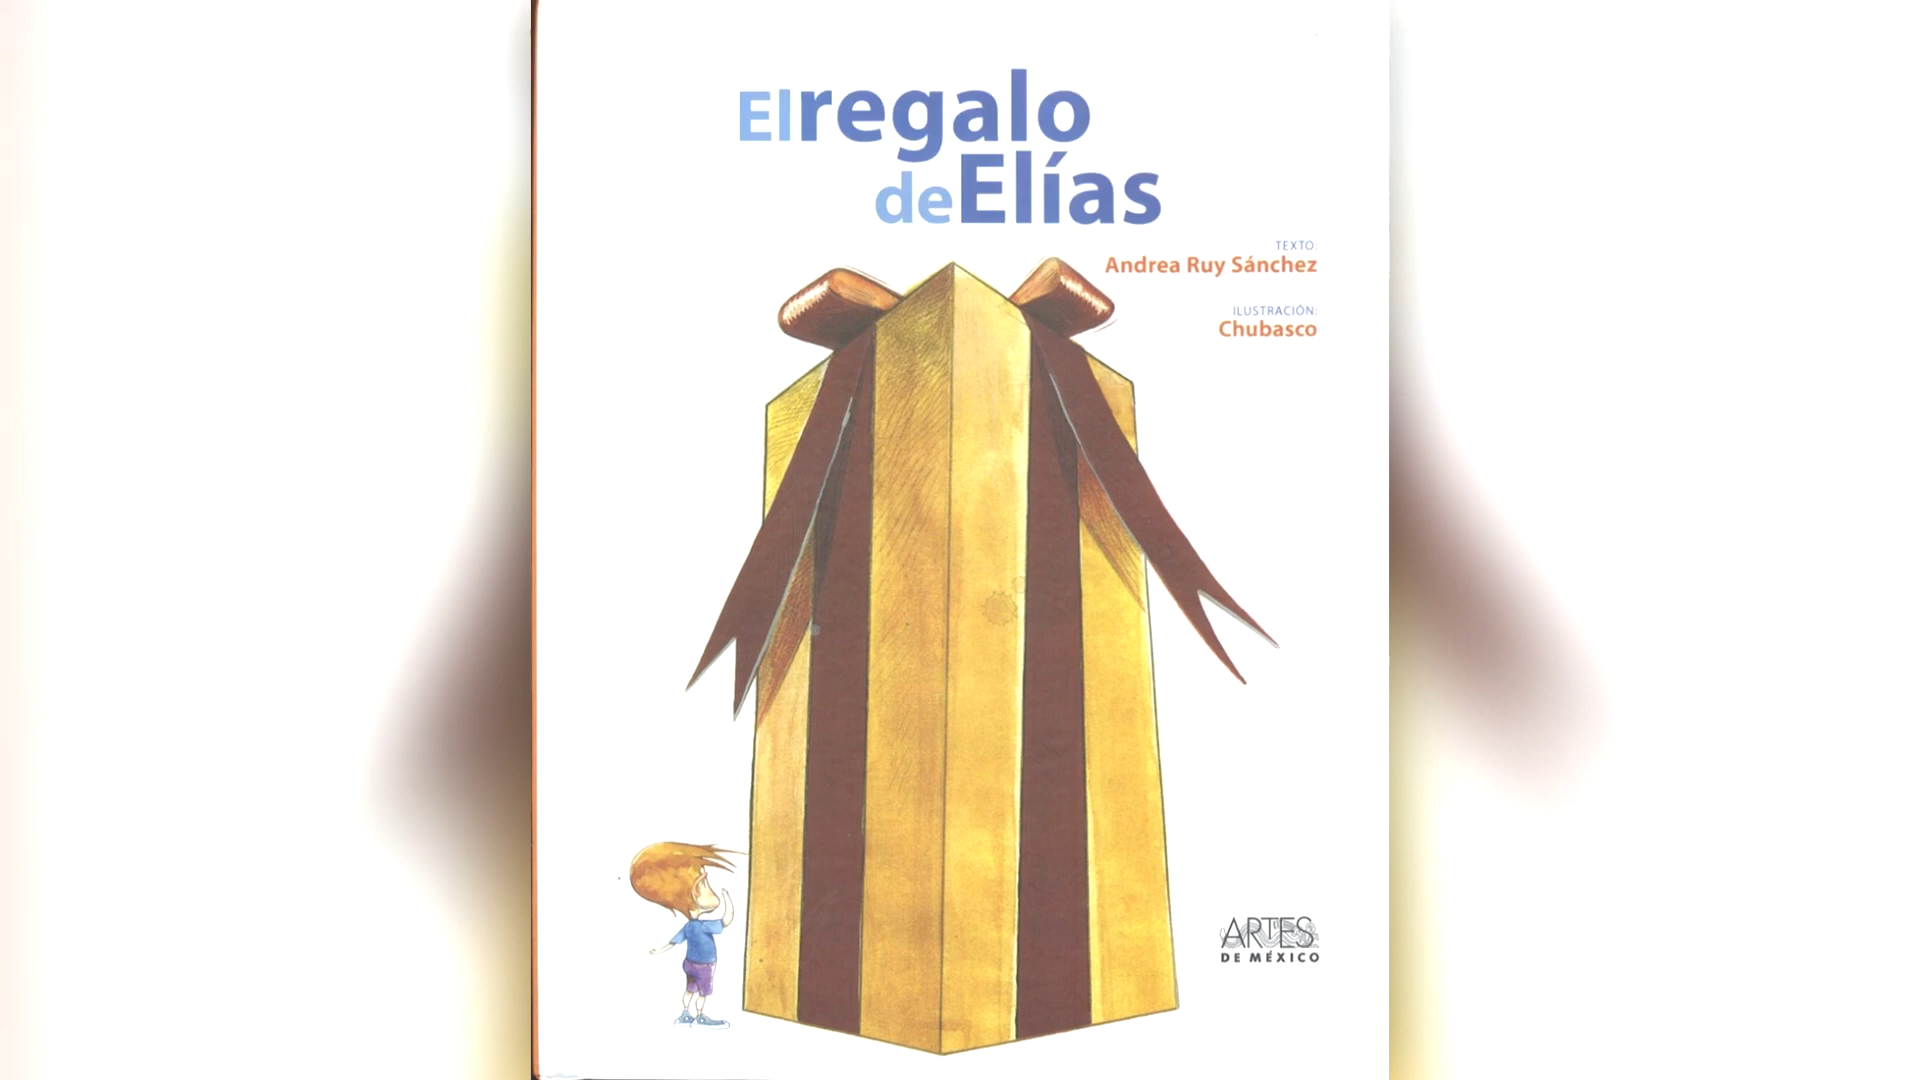 El regalo
de Elías
TEXTO:
Andrea Ruy Sánchez
ILUSTRACIÓN:
Chubasco
ARTES
DE MÉXICO